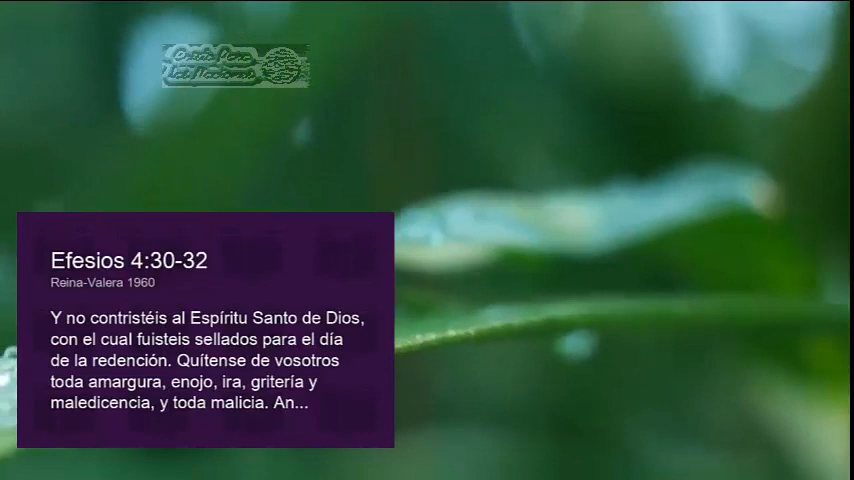 Efesios 4:30-32
Reina-Valera 1960
Y no contristéis al Espíritu Santo de Dios,
con el cual fuisteis sellados para el día
de la redención. Quítense de vosotros
toda amargura, enojo, ira, gritería y
maledicencia, y toda malicia. An...